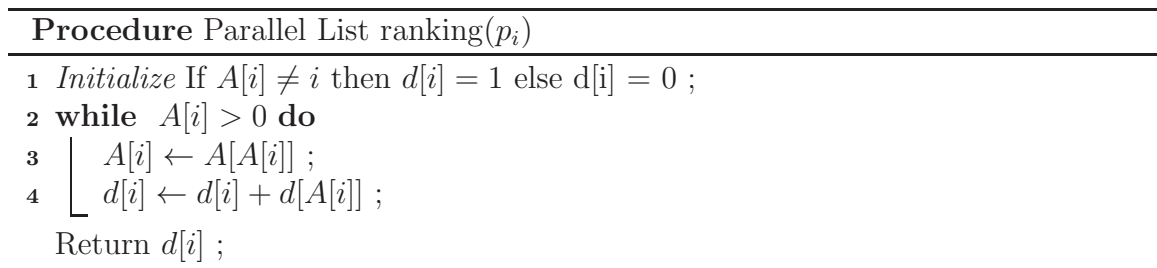 Procedure Parallel List ranking(p_i)
1 Initialize If A[i] ≠ i then d[i] = 1 else d[i] = 0 ;
2 while A[i] > 0 do
3 A[i] ← A[A[i]] ;
4 d[i] ← d[i] + d[A[i]] ;
Return d[i] ;